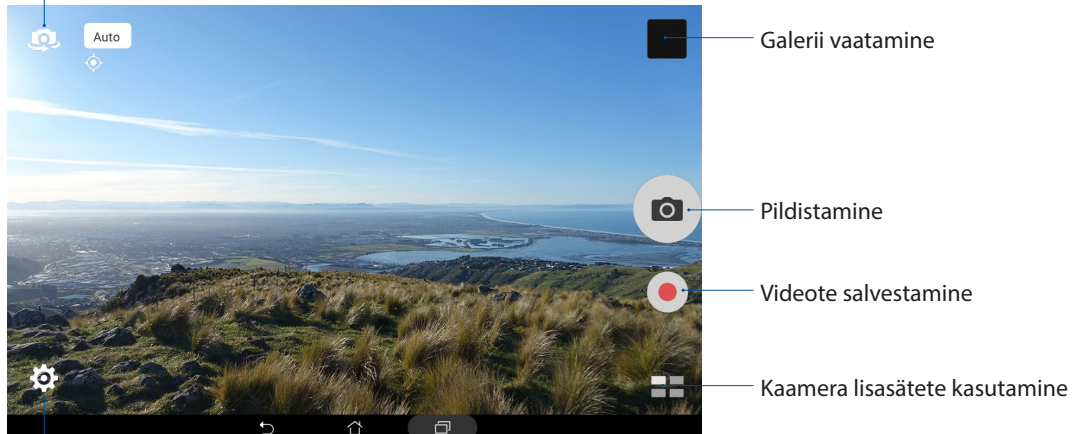 Auto
Galerii vaatamine
Pildistamine
Videote salvestamine
Kaamera lisasätete kasutamine